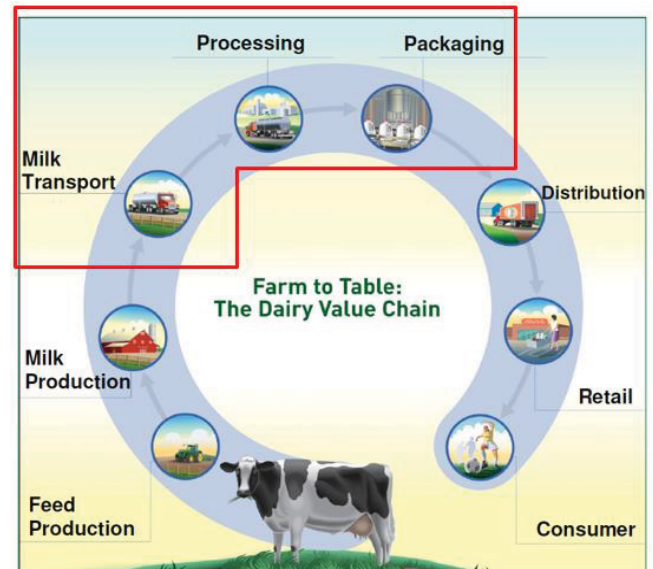 Processing
Packaging
Milk
Transport
Distribution
Farm to Table:
The Dairy Value Chain
Milk
Production
Retail
Feed
Production
Consumer